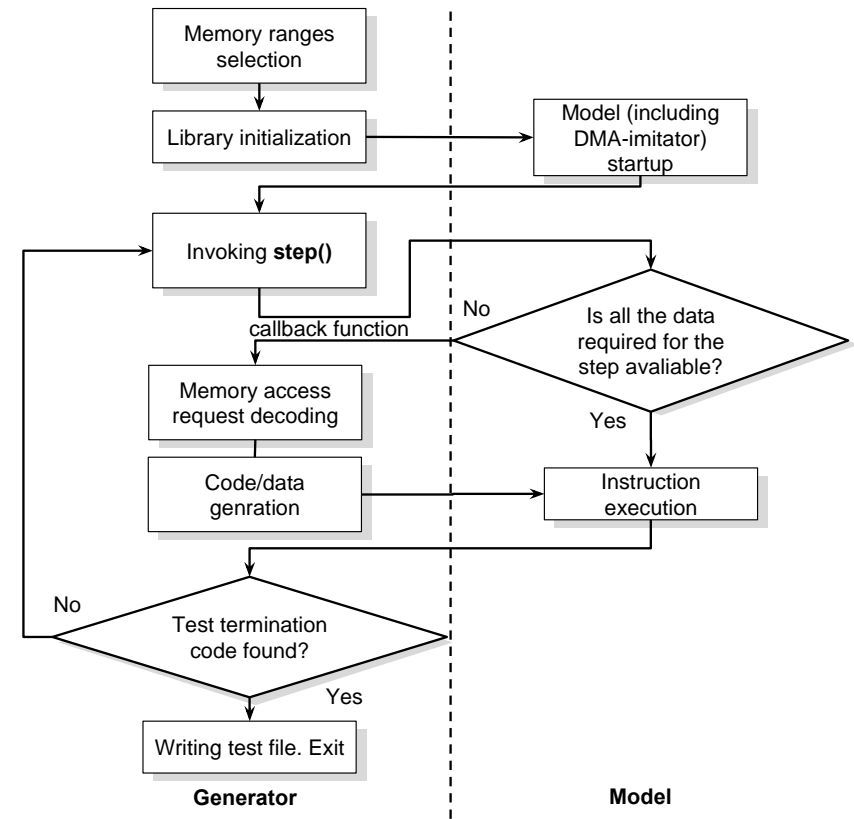 Memory ranges
selection
Library initialization
Model (including
DMA-imitator)
startup
Invoking step()
callback function
No
Is all the data
required for the
step avaliable?
Yes
Memory access
request decoding
Code/data
genration
Instruction
execution
No
Test termination
code found?
Yes
Writing test file. Exit
Generator
Model